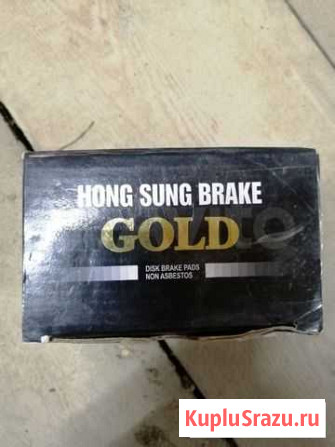 HONG SUNG BRAKE
GOLD
DISK BRAKE PADS
NON ASBESTOS
KupluSrazu.ru